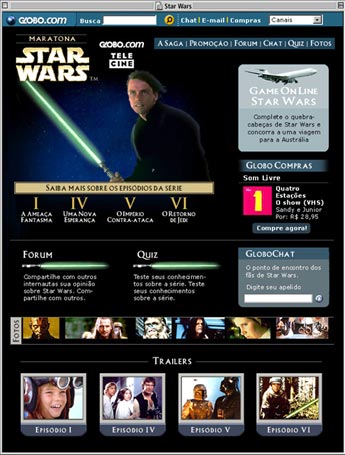 Star Wars
GLOBO.com Busca Chat | E-mail | Compras Canais
MARATONA
STAR WARS
GLOBO.com
TELE CINE
A SAGA | PROMOÇÃO | FORUM | CHAT | QUIZ | FOTOS
GAME ON LINE
STAR WARS
Complete o quebra-
cabeças de Star Wars e
concorra a uma viagem
para a Austrália
SAIBA MAIS SOBRE OS EPISÓDIOS DA SÉRIE
I IV V VI
A AMEAÇA FANTASMA
UMA NOVA ESPERANÇA
O IMPÉRIO CONTRA-ATACA
O RETORNO DE JEDI
GLOBO COMPRAS
Som Livre
1
Quatro
Estações
O show (VHS)
Sandy e Junior
Por: R$ 28,95
Compre agora!
FORUM
Compartilhe com outros
internautas sua opinião
sobre Star Wars. Com-
partilhe com outros.
QUIZ
Teste seus conhecimen-
tos sobre a série. Teste
seus conhecimentos
sobre a série.
GLOBOCHAT
O ponto de encontro dos
fãs de Star Wars.
Digite seu apelido
FOTOS
TRAILERS
EPISÓDIO I
EPISÓDIO IV
EPISÓDIO V
EPISÓDIO VI